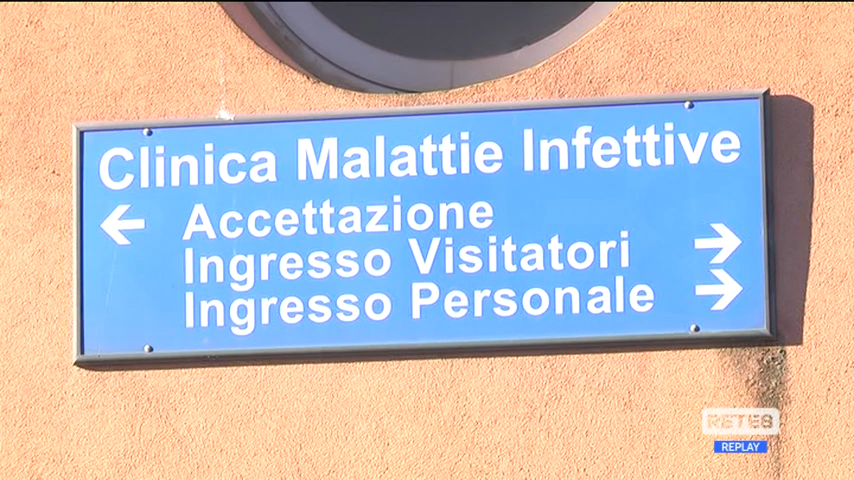 Clinica Malattie Infettive
← Accettazione
Ingresso Visitatori →
Ingresso Personale →
RETE8
REPLAY